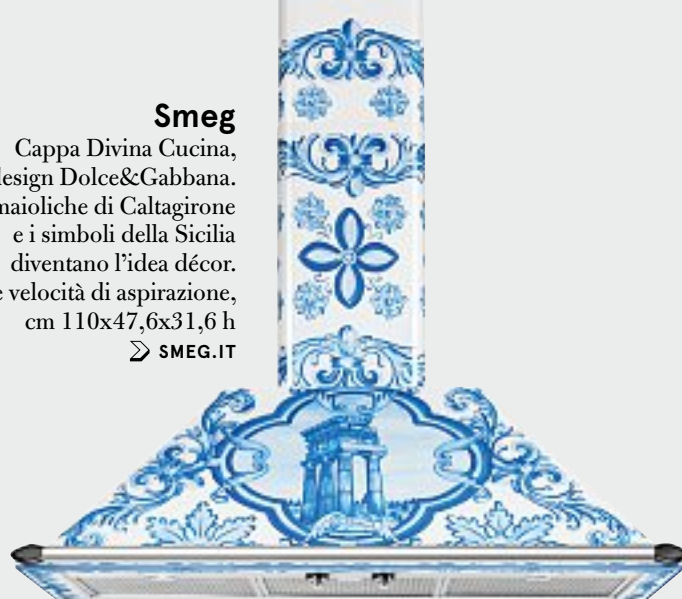 Smeg
Cappa Divina Cucina,
design Dolce&Gabbana.
maioliche di Caltagirone
e i simboli della Sicilia
diventano l'idea décor.
velocità di aspirazione,
cm 110x47,6x31,6 h
SMEG.IT